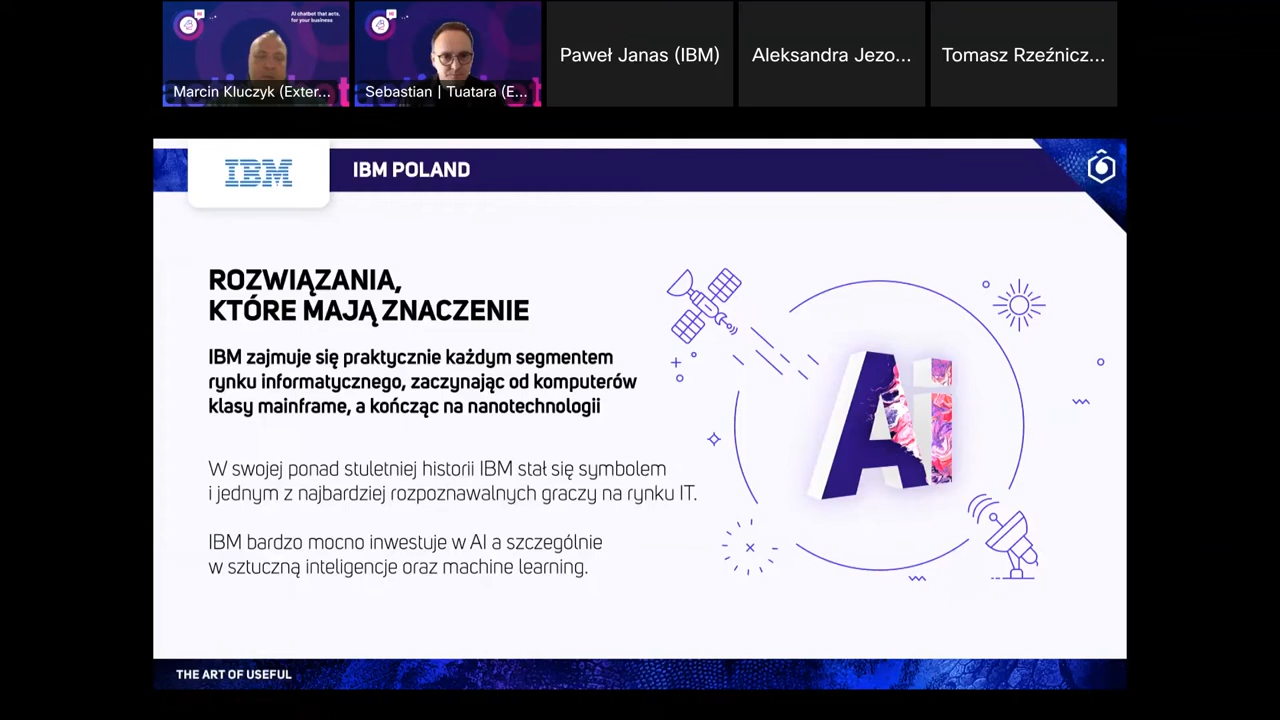 Hi
AI chatbot that acts,
for your business
Marcin Kluczyk (Exter...
Hi
Sebastian | Tuatara (E...
Paweł Janas (IBM)
Aleksandra Jezo...
Tomasz Rzeźnicz...
IBM
IBM POLAND
ROZWIĄZANIA,
KTÓRE MAJĄ ZNACZENIE
IBM zajmuje się praktycznie każdym segmentem
rynku informatycznego, zaczynając od komputerów
klasy mainframe, a kończąc na nanotechnologii
W swojej ponad stuletniej historii IBM stał się symbolem
i jednym z najbardziej rozpoznawalnych graczy na rynku IT.
IBM bardzo mocno inwestuje w AI a szczególnie
w sztuczną inteligencje oraz machine learning.
Ai
THE ART OF USEFUL